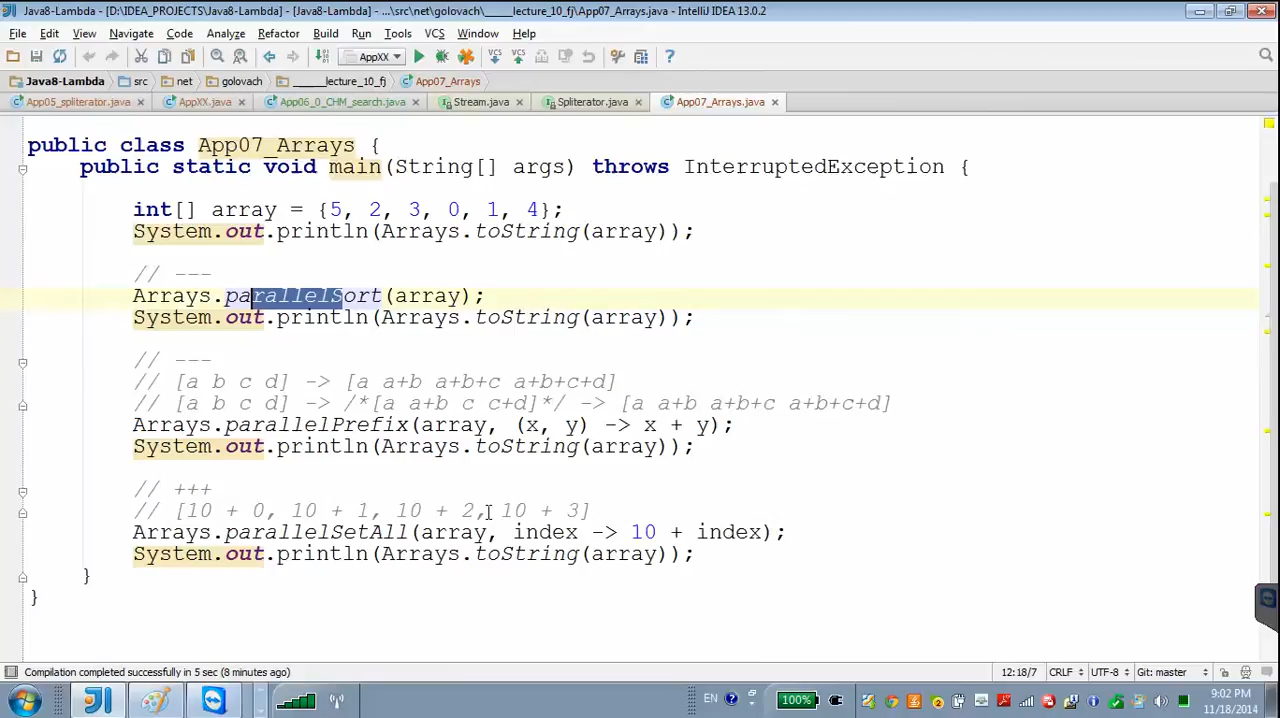 Java8-Lambda - [D:\IDEA_PROJECTS\Java8-Lambda] - [Java8-Lambda] - ...\src\net\golovach\_____lecture_10_fj\App07_Arrays.java - IntelliJ IDEA 13.0.2
File Edit View Navigate Code Analyze Refactor Build Run Tools VCS Window Help
AppXX
Java8-Lambda src net golovach _____lecture_10_fj App07_Arrays
App05_spliterator.java AppXX.java App06_0_CHM_search.java Stream.java Spliterator.java App07_Arrays.java
public class App07_Arrays {
public static void main(String[] args) throws InterruptedException {
int[] array = {5, 2, 3, 0, 1, 4};
System.out.println(Arrays.toString(array));
// ---
Arrays.parallelSort(array);
System.out.println(Arrays.toString(array));
// ---
// [a b c d] -> [a a+b a+b+c a+b+c+d]
// [a b c d] -> /*[a a+b c c+d]*/ -> [a a+b a+b+c a+b+c+d]
Arrays.parallelPrefix(array, (x, y) -> x + y);
System.out.println(Arrays.toString(array));
// +++
// [10 + 0, 10 + 1, 10 + 2, 10 + 3]
Arrays.parallelSetAll(array, index -> 10 + index);
System.out.println(Arrays.toString(array));
}
}
Compilation completed successfully in 5 sec (8 minutes ago) 12:18/7 CRLF UTF-8 Git: master
EN 100% 9:02 PM
11/18/2014